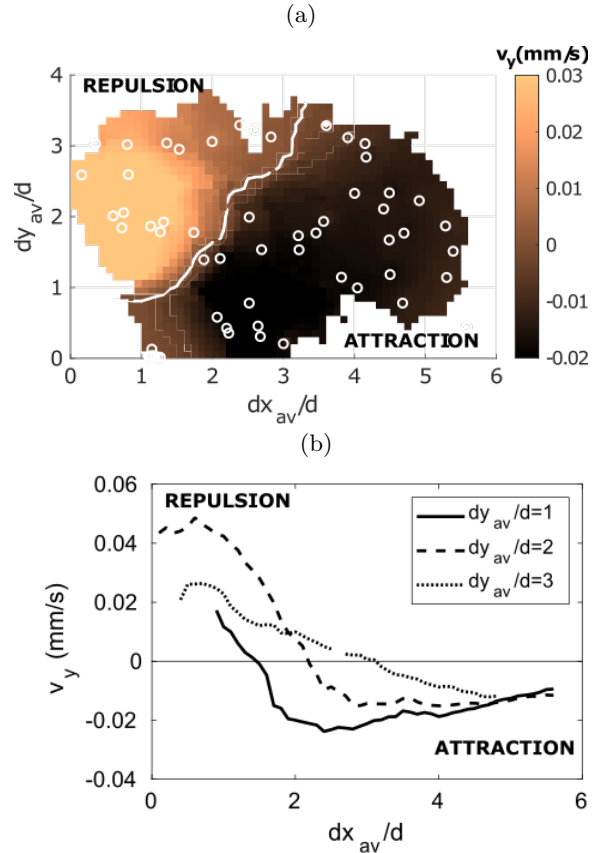 (a)
v_y(mm/s)
REPULSION
4
3
2
1
0
dy_av/d
0 1 2 3 4 5 6
dx_av/d
ATTRACTION
0.03
0.02
0.01
0
-0.01
-0.02
(b)
0.06
0.04
0.02
0
-0.02
-0.04
v_y (mm/s)
REPULSION
dy_av/d=1
dy_av/d=2
dy_av/d=3
ATTRACTION
0 2 4 6
dx_av/d